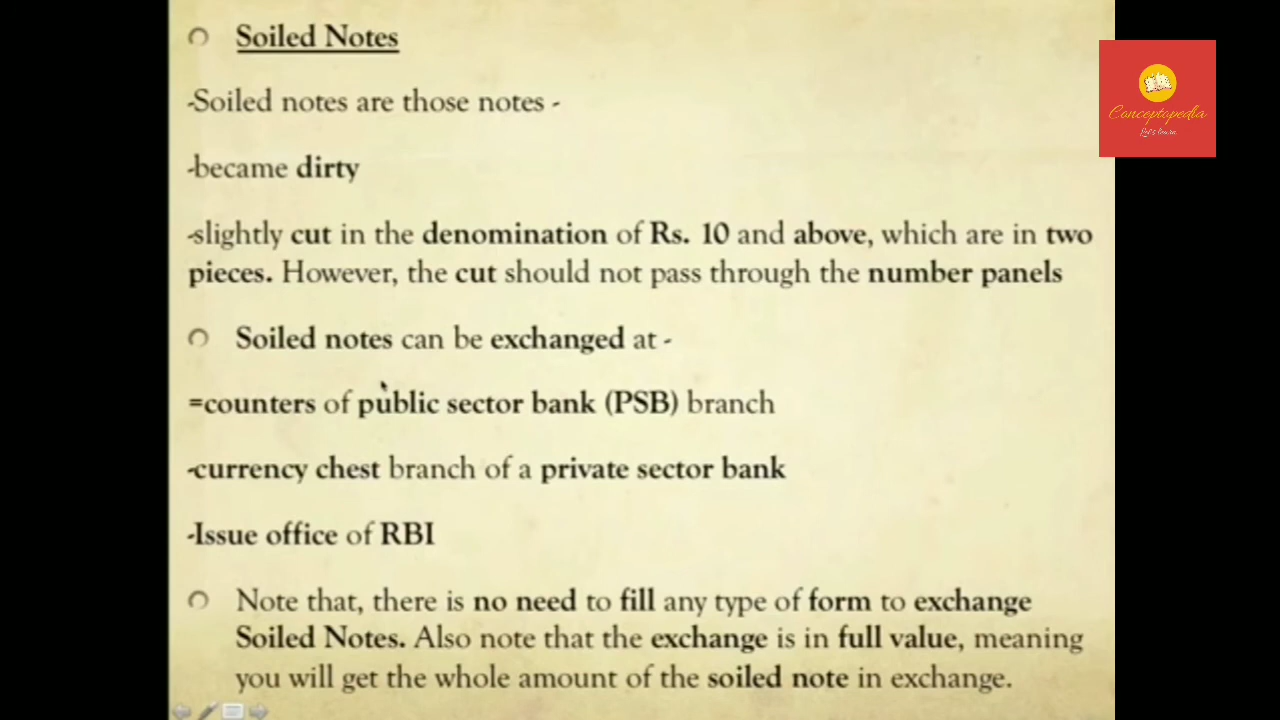 Soiled Notes
-Soiled notes are those notes -
-became dirty
-slightly cut in the denomination of Rs. 10 and above, which are in two
pieces. However, the cut should not pass through the number panels
Soiled notes can be exchanged at -
=counters of public sector bank (PSB) branch
-currency chest branch of a private sector bank
-Issue office of RBI
Note that, there is no need to fill any type of form to exchange
Soiled Notes. Also note that the exchange is in full value, meaning
you will get the whole amount of the soiled note in exchange.
Conceptopedia
Let's learn